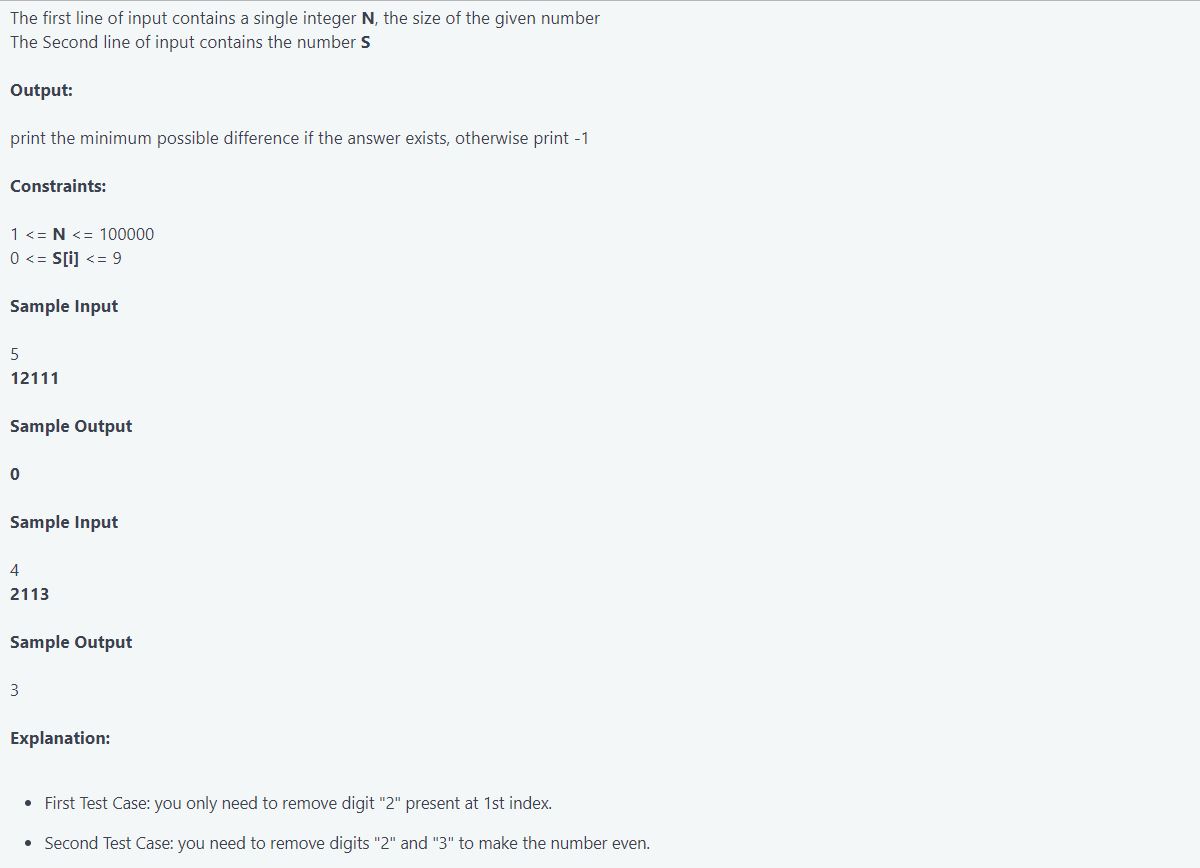 The first line of input contains a single integer N, the size of the given number
The Second line of input contains the number S
Output:
print the minimum possible difference if the answer exists, otherwise print -1
Constraints:
1 <= N <= 100000
0 <= S[i] <= 9
Sample Input
5
12111
Sample Output
0
Sample Input
4
2113
Sample Output
3
Explanation:
• First Test Case: you only need to remove digit "2" present at 1st index.
• Second Test Case: you need to remove digits "2" and "3" to make the number even.